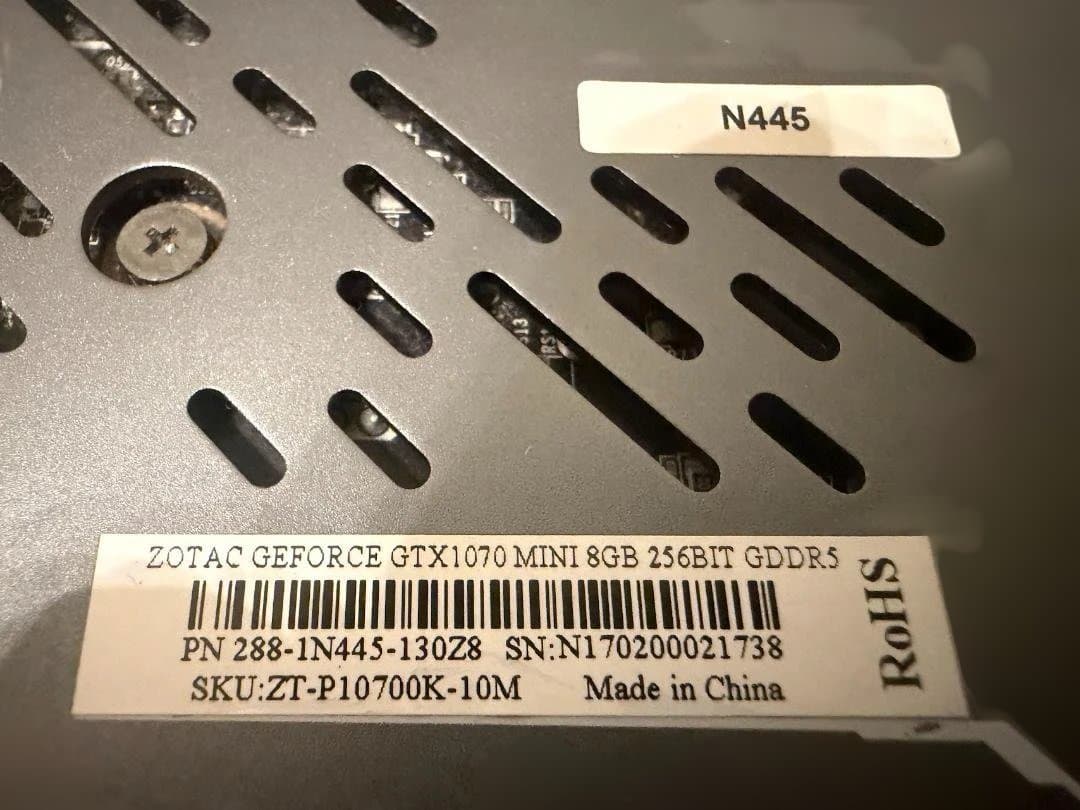 N445
ZOTAC GEFORCE GTX1070 MINI 8GB 256BIT GDDR5
PN 288-1N445-130Z8 SN:N170200021738
SKU:ZT-P10700K-10M Made in China
RoHS